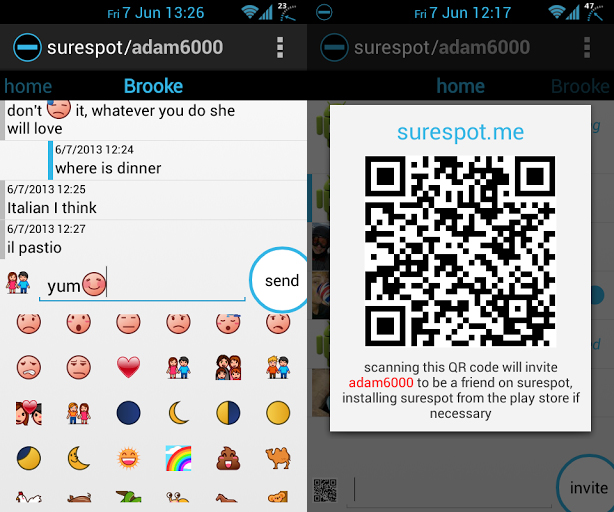 Fri 7 Jun 13:26
23
surespot/adam6000
home Brooke
don't it, whatever you do she
will love
6/7/2013 12:24
where is dinner
6/7/2013 12:25
Italian I think
6/7/2013 12:27
il pastio
yum
send
Fri 7 Jun 12:17
47
surespot/adam6000
home Brooke
surespot.me
scanning this QR code will invite
adam6000 to be a friend on surespot,
installing surespot from the play store if
necessary
invite